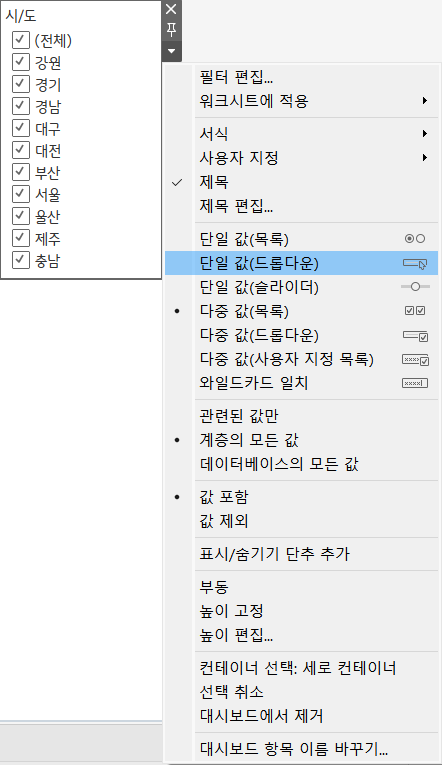 시/도
(전체)
강원
경기
경남
대구
대전
부산
서울
울산
제주
충남
필터 편집...
워크시트에 적용
서식
사용자 지정
제목
제목 편집...
단일 값(목록)
단일 값(드롭다운)
단일 값(슬라이더)
다중 값(목록)
다중 값(드롭다운)
다중 값(사용자 지정 목록)
와일드카드 일치
관련된 값만
계층의 모든 값
데이터베이스의 모든 값
값 포함
값 제외
표시/숨기기 단추 추가
부동
높이 고정
높이 편집...
컨테이너 선택: 세로 컨테이너
선택 취소
대시보드에서 제거
대시보드 항목 이름 바꾸기...